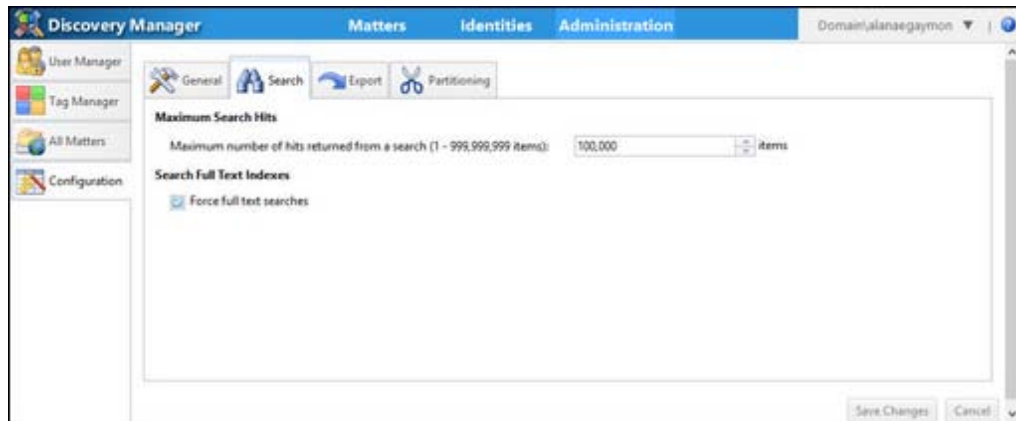 Discovery Manager Matters Identities Administration Domain\alanaegaymon
User Manager
Tag Manager
All Matters
Configuration
General Search Export Partitioning
Maximum Search Hits
Maximum number of hits returned from a search (1 - 999,999,999 items): 100,000 items
Search Full Text Indexes
Force full text searches
Save Changes Cancel